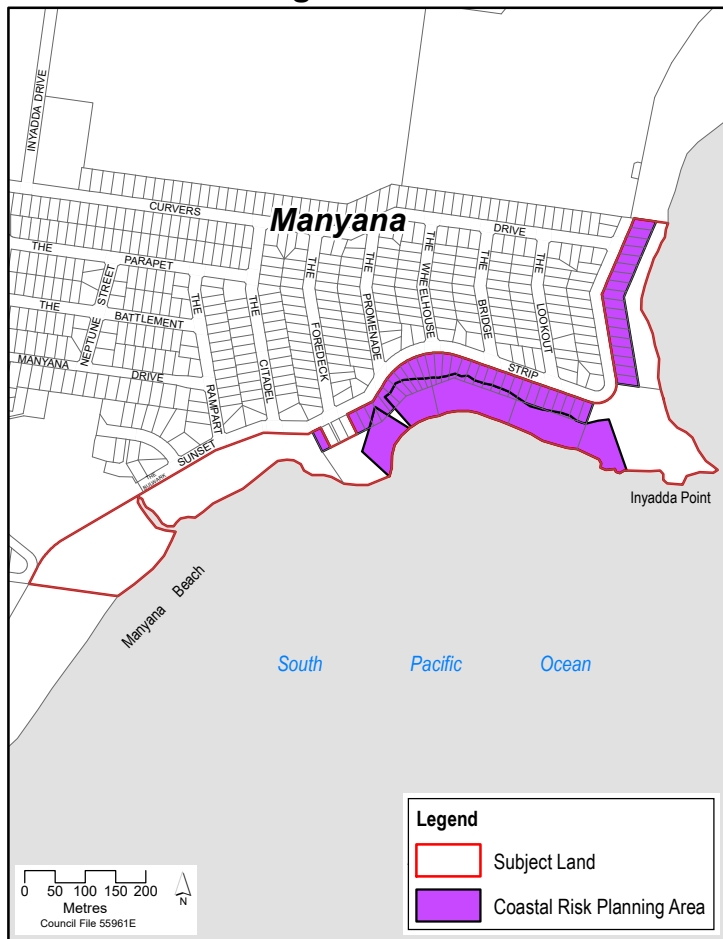 INYADDA DRIVE
CURVERS
DRIVE
Manyana
THE
PARAPET
THE
BATTLEMENT
NEPTUNE
STREET
MANYANA
DRIVE
THE
RAMPART
THE
CITADEL
THE
FOREDECK
THE
PROMENADE
THE
WHEELHOUSE
THE
BRIDGE
THE
LOOKOUT
STRIP
SUNSET
THE
BULWARK
Inyadda Point
Manyana Beach
South Pacific Ocean
Legend
Subject Land
Coastal Risk Planning Area
0 50 100 150 200
Metres
Council File 55961E
N